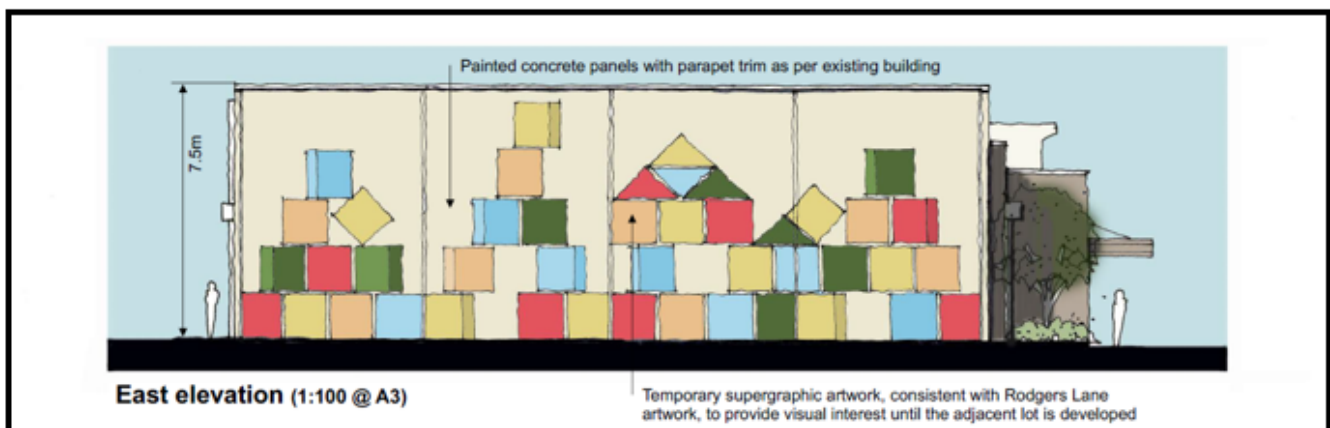 Painted concrete panels with parapet trim as per existing building
7.5m
East elevation (1:100 @ A3)
Temporary supergraphic artwork, consistent with Rodgers Lane
artwork, to provide visual interest until the adjacent lot is developed